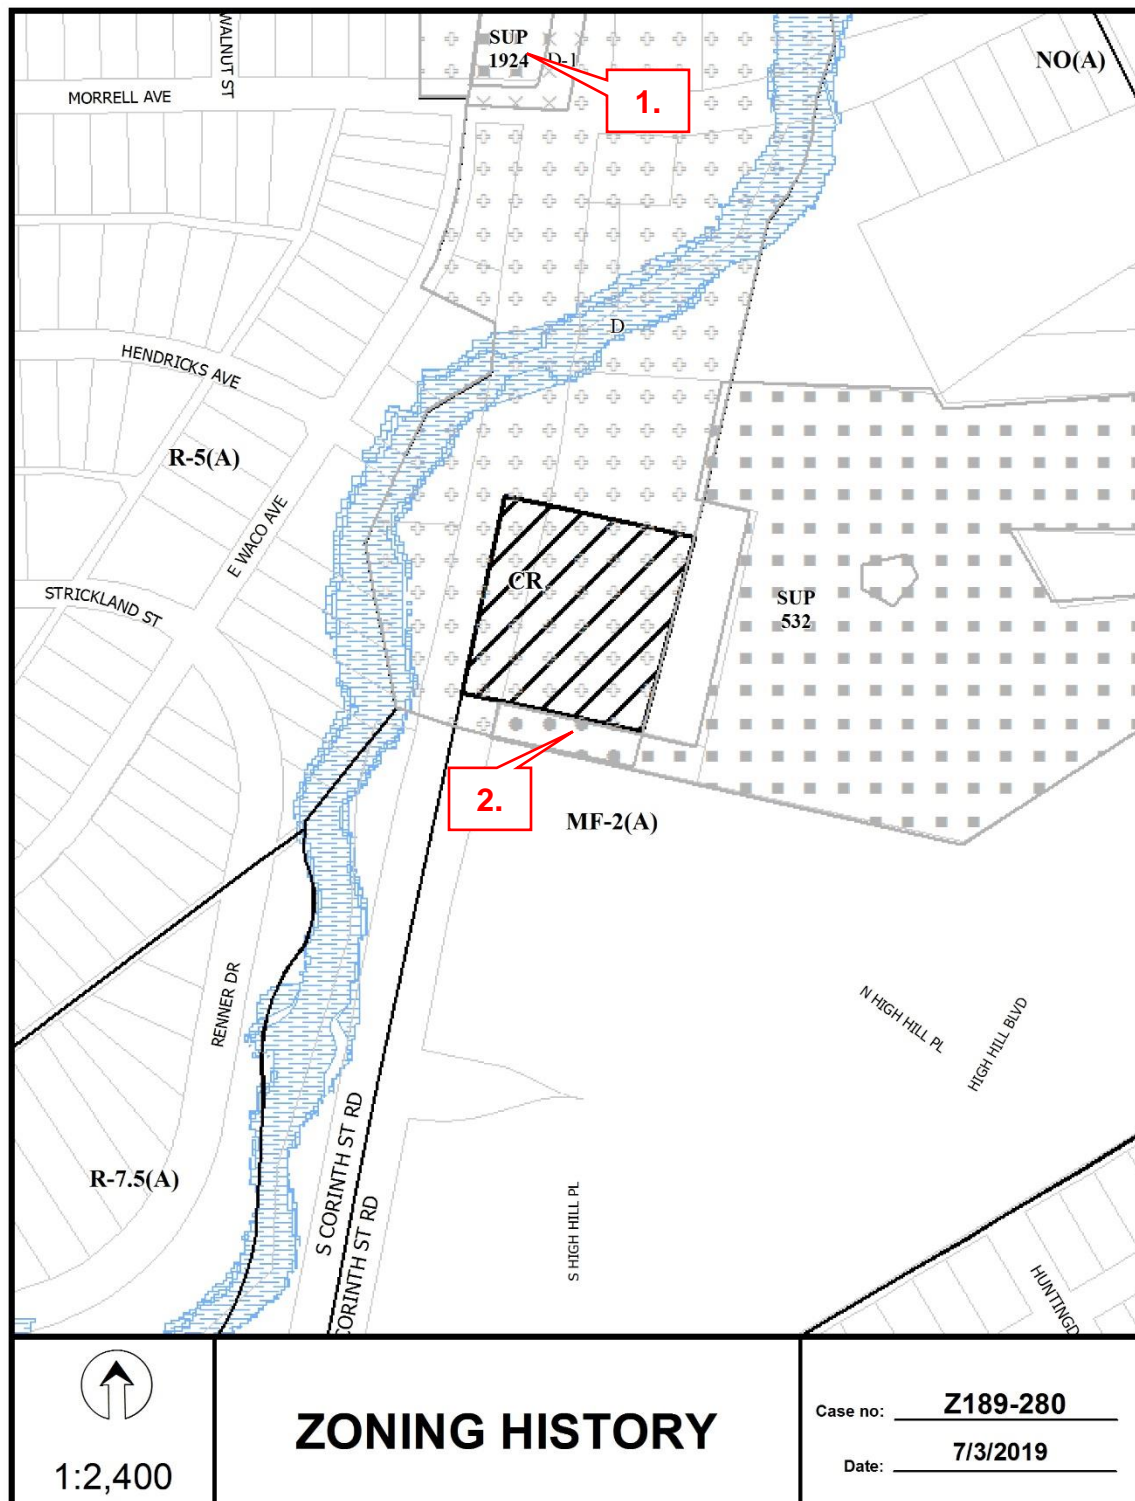 SUP
1924
D-1
NO(A)
WALNUT ST
MORRELL AVE
1.
D
HENDRICKS AVE
R-5(A)
E WACO AVE
CR
STRICKLAND ST
SUP
532
2.
MF-2(A)
RENNER DR
N HIGH HILL PL
HIGH HILL BLVD
R-7.5(A)
S CORINTH ST RD
CORINTH ST RD
S HIGH HILL PL
HUNTINGD
1:2,400
ZONING HISTORY
Case no: Z189-280
Date: 7/3/2019